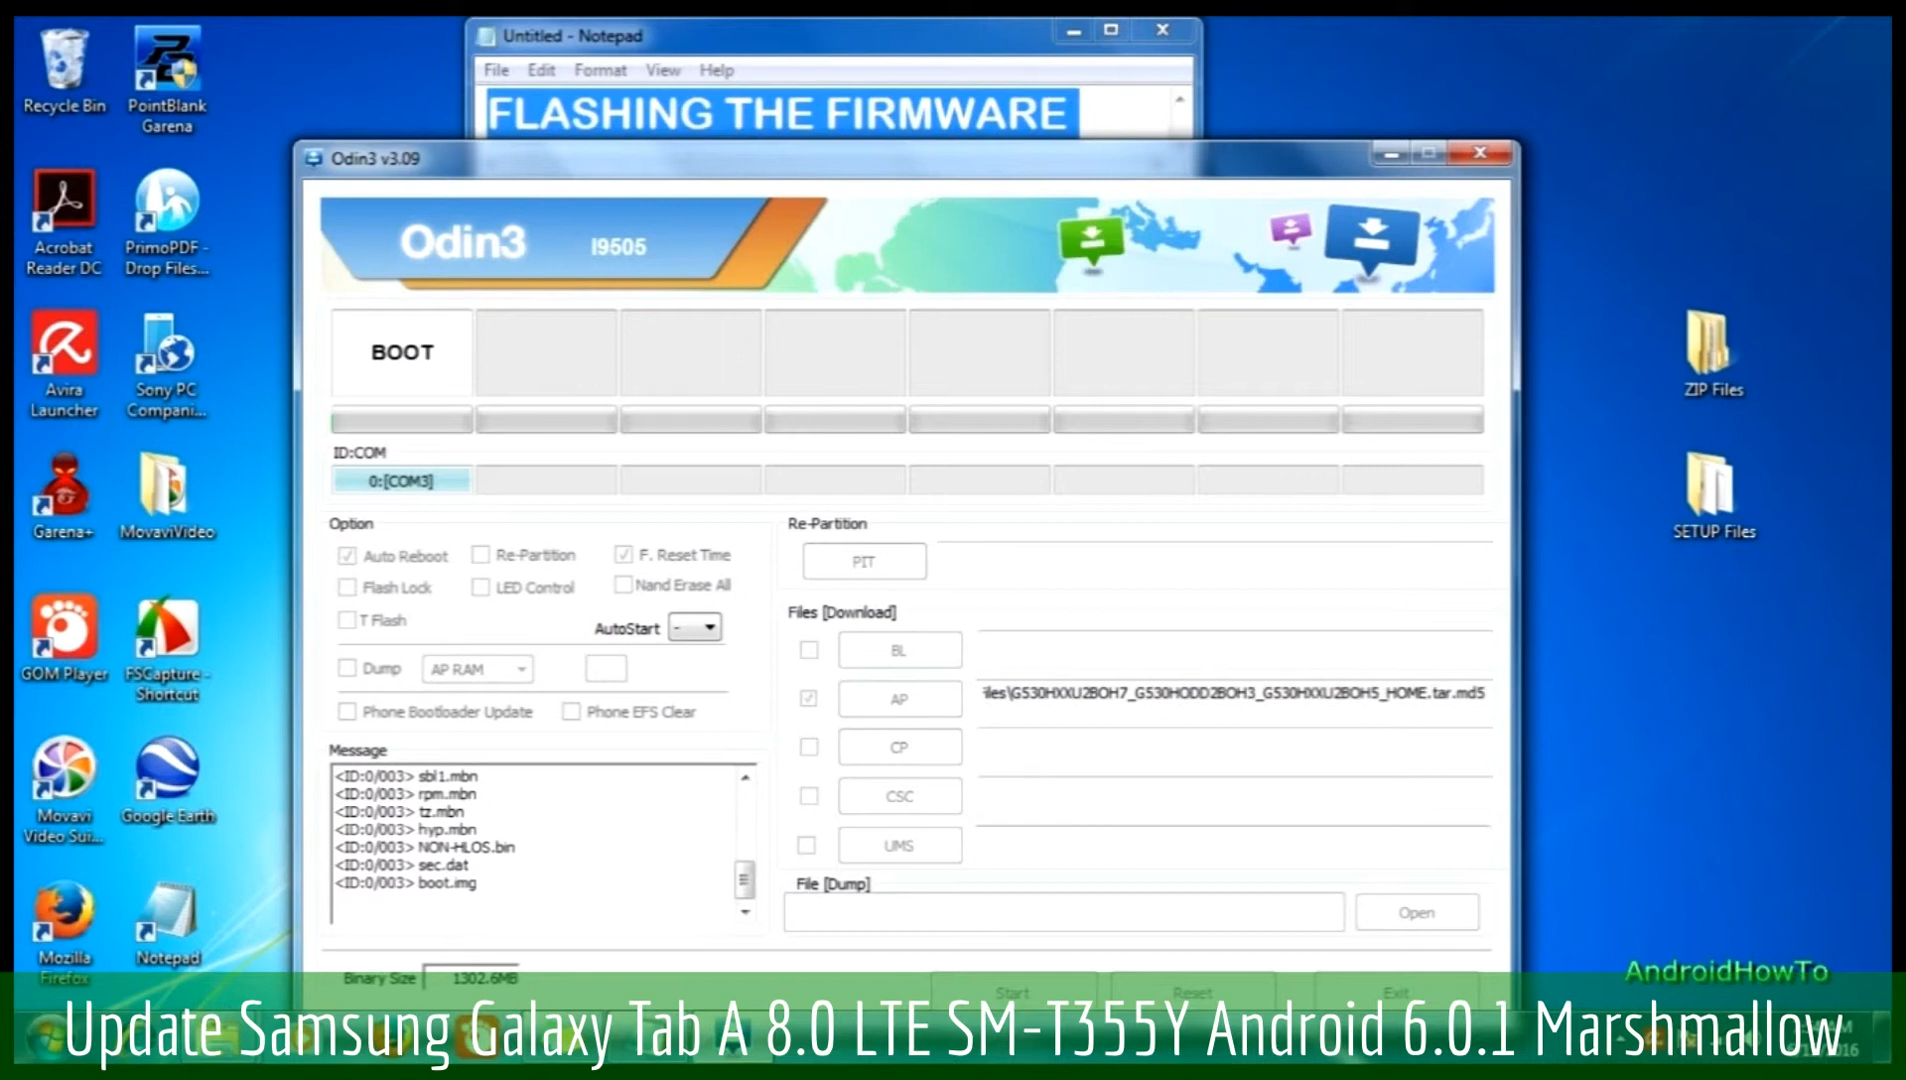 Untitled - Notepad
File Edit Format View Help
FLASHING THE FIRMWARE
Recycle Bin
PointBlank
Garena
Acrobat
Reader DC
PrimoPDF -
Drop Files...
Avira
Launcher
Sony PC
Compani...
Garena+
MovaviVideo
GOM Player
FSCapture -
Shortcut
Movavi
Video Sui...
Google Earth
Mozilla
Firefox
Notepad
Odin3 v3.09
Odin3 I9505
BOOT
ID:COM
0:[COM3]
Option
Auto Reboot Re-Partition F. Reset Time
Flash Lock LED Control Nand Erase All
T Flash
AutoStart -
Dump AP RAM
Phone Bootloader Update Phone EFS Clear
Message
<ID:0/003> sbl1.mbn
<ID:0/003> rpm.mbn
<ID:0/003> tz.mbn
<ID:0/003> hyp.mbn
<ID:0/003> NON-HLOS.bin
<ID:0/003> sec.dat
<ID:0/003> boot.img
Re-Partition
PIT
Files [Download]
BL
AP iles\G530HXXU2BOH7_G530HODD2BOH3_G530HXXU2BOH5_HOME.tar.md5
CP
CSC
UMS
File [Dump]
Open
Binary Size 1302.6MB
Start Reset Exit
ZIP Files
SETUP Files
AndroidHowTo
Update Samsung Galaxy Tab A 8.0 LTE SM-T355Y Android 6.0.1 Marshmallow